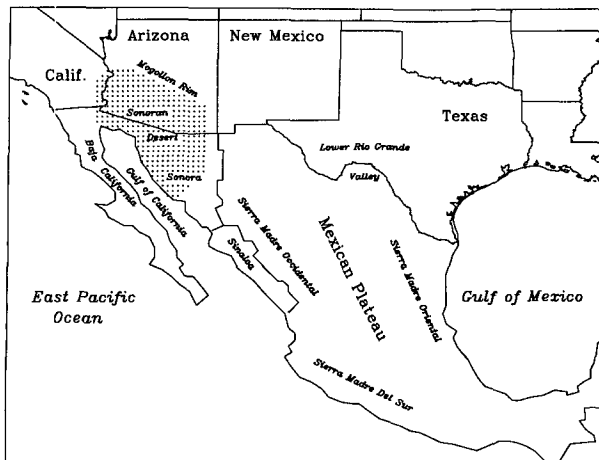 Arizona
New Mexico
Calif.
Mogollon Rim
Texas
Sonoran
Desert
Lower Rio Grande
Valley
Sonora
Baja
California
Gulf of California
Sierra Madre Occidental
Sinaloa
Mexican Plateau
Sierra Madre Oriental
East Pacific
Ocean
Gulf of Mexico
Sierra Madre Del Sur